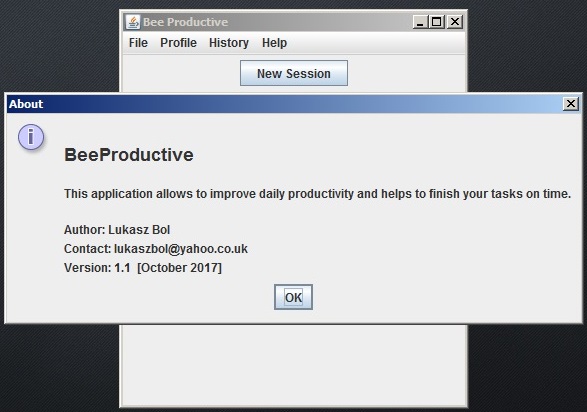 Bee Productive
File Profile History Help
New Session
About
BeeProductive
This application allows to improve daily productivity and helps to finish your tasks on time.
Author: Lukasz Bol
Contact: lukaszbol@yahoo.co.uk
Version: 1.1 [October 2017]
OK